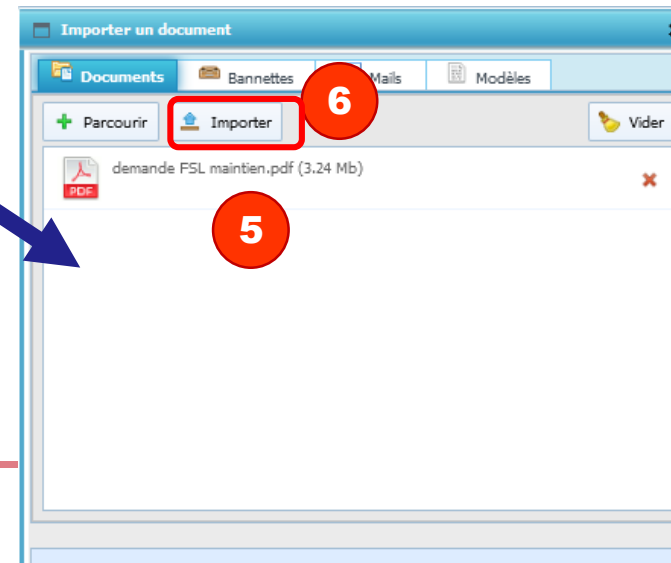 Importer un document
Documents Bannettes Mails Modèles
6
Parcourir Importer Vider
demande FSL maintien.pdf (3.24 Mb)
PDF
5